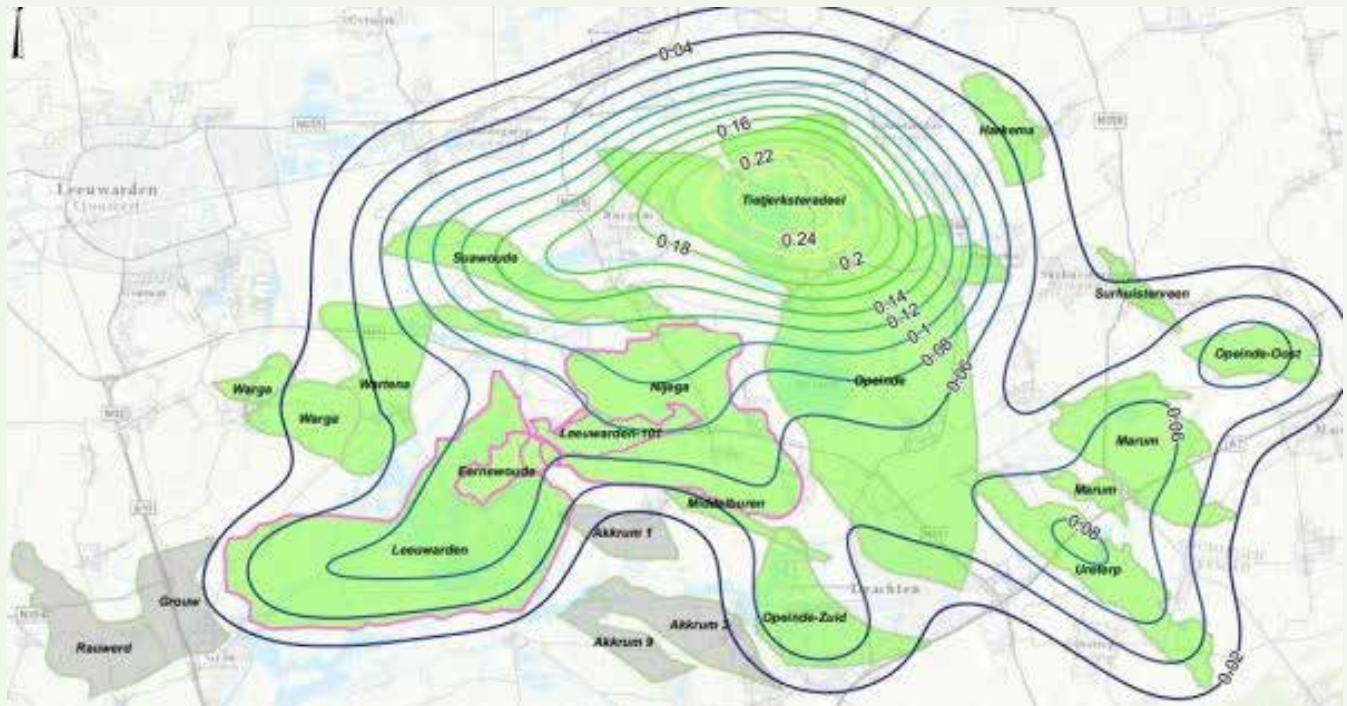 0.04
0.16
Harkema
0.22
Leeuwarden
Tietjerksteradeel
0.18
0.24
0.2
Suawoude
Surhuisterveen
0.14
0.12
0.1
0.08
0.06
Opeinde-Oost
Warga
Wartena
Nijega
Opeinde
Warga
Leeuwarden-101
0.06
Marum
Eernewoude
Marum
Middelburen
0.08
Akkrum 1
Leeuwarden
Ureterp
Drachten
Grouw
Opeinde-Zuid
Akkrum 3
Akkrum 9
Rauwerd
0.02